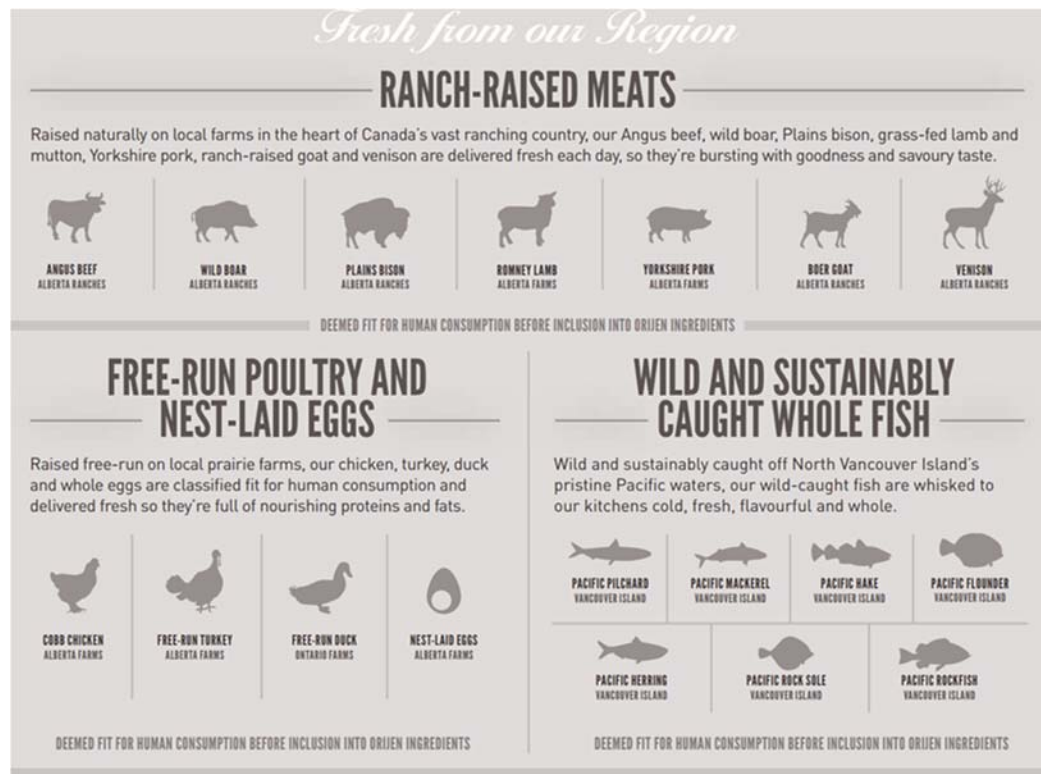 Fresh from our Region
RANCH-RAISED MEATS
Raised naturally on local farms in the heart of Canada's vast ranching country, our Angus beef, wild boar, Plains bison, grass-fed lamb and
mutton, Yorkshire pork, ranch-raised goat and venison are delivered fresh each day, so they're bursting with goodness and savoury taste.
ANGUS BEEF
ALBERTA RANCHES
WILD BOAR
ALBERTA RANCHES
PLAINS BISON
ALBERTA RANCHES
ROMNEY LAMB
ALBERTA FARMS
YORKSHIRE PORK
ALBERTA FARMS
BOER GOAT
ALBERTA RANCHES
VENISON
ALBERTA RANCHES
DEEMED FIT FOR HUMAN CONSUMPTION BEFORE INCLUSION INTO ORIJEN INGREDIENTS
FREE-RUN POULTRY AND
NEST-LAID EGGS
Raised free-run on local prairie farms, our chicken, turkey, duck
and whole eggs are classified fit for human consumption and
delivered fresh so they're full of nourishing proteins and fats.
COBB CHICKEN
ALBERTA FARMS
FREE-RUN TURKEY
ALBERTA FARMS
FREE-RUN DUCK
ONTARIO FARMS
NEST-LAID EGGS
ALBERTA FARMS
DEEMED FIT FOR HUMAN CONSUMPTION BEFORE INCLUSION INTO ORIJEN INGREDIENTS
WILD AND SUSTAINABLY
CAUGHT WHOLE FISH
Wild and sustainably caught off North Vancouver Island's
pristine Pacific waters, our wild-caught fish are whisked to
our kitchens cold, fresh, flavourful and whole.
PACIFIC PILCHARD
VANCOUVER ISLAND
PACIFIC MACKEREL
VANCOUVER ISLAND
PACIFIC HAKE
VANCOUVER ISLAND
PACIFIC FLOUNDER
VANCOUVER ISLAND
PACIFIC HERRING
VANCOUVER ISLAND
PACIFIC ROCK SOLE
VANCOUVER ISLAND
PACIFIC ROCKFISH
VANCOUVER ISLAND
DEEMED FIT FOR HUMAN CONSUMPTION BEFORE INCLUSION INTO ORIJEN INGREDIENTS